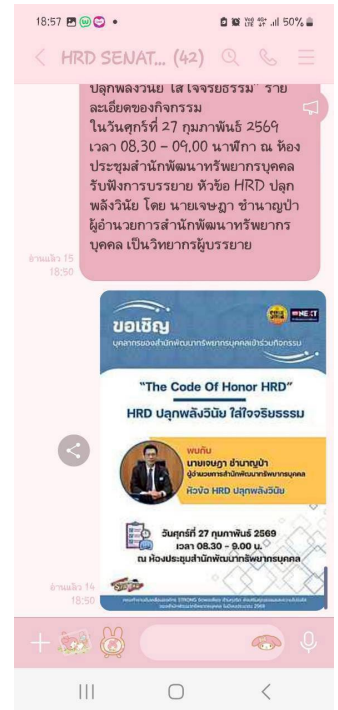 18:57
50%
HRD SENAT... (42)
ปลุกพลังวินัย ใส่ใจจริยธรรม" ราย
ละเอียดของกิจกรรม
ในวันศุกร์ที่ 27 กุมภาพันธ์ 2569
เวลา 08.30 – 09.00 นาฬิกา ณ ห้อง
ประชุมสำนักพัฒนาทรัพยากรบุคคล
รับฟังการบรรยาย หัวข้อ HRD ปลุก
พลังวินัย โดย นายเจษฎา ชำนาญป่า
ผู้อำนวยการสำนักพัฒนาทรัพยากร
บุคคล เป็นวิทยากรผู้บรรยาย
อ่านแล้ว 15
18:50
ขอเชิญ
บุคลากรของสำนักพัฒนาทรัพยากรบุคคลเข้าร่วมกิจกรรม
"The Code Of Honor HRD"
HRD ปลุกพลังวินัย ใส่ใจจริยธรรม
พบกับ
นายเจษฎา ชำนาญป่า
ผู้อำนวยการสำนักพัฒนาทรัพยากรบุคคล
หัวข้อ HRD ปลุกพลังวินัย
วันศุกร์ที่ 27 กุมภาพันธ์ 2569
เวลา 08.30 - 9.00 น.
ณ ห้องประชุมสำนักพัฒนาทรัพยากรบุคคล
STRONG
อ่านแล้ว 14
18:50